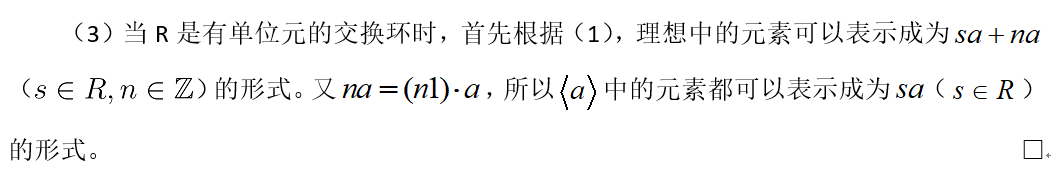 （3）当 R 是有单位元的交换环时，首先根据（1），理想中的元素可以表示成为 sa + na
（s ∈ R, n ∈ ℤ）的形式。又 na = (n1)·a，所以⟨a⟩中的元素都可以表示成为 sa（s ∈ R）
的形式。 □